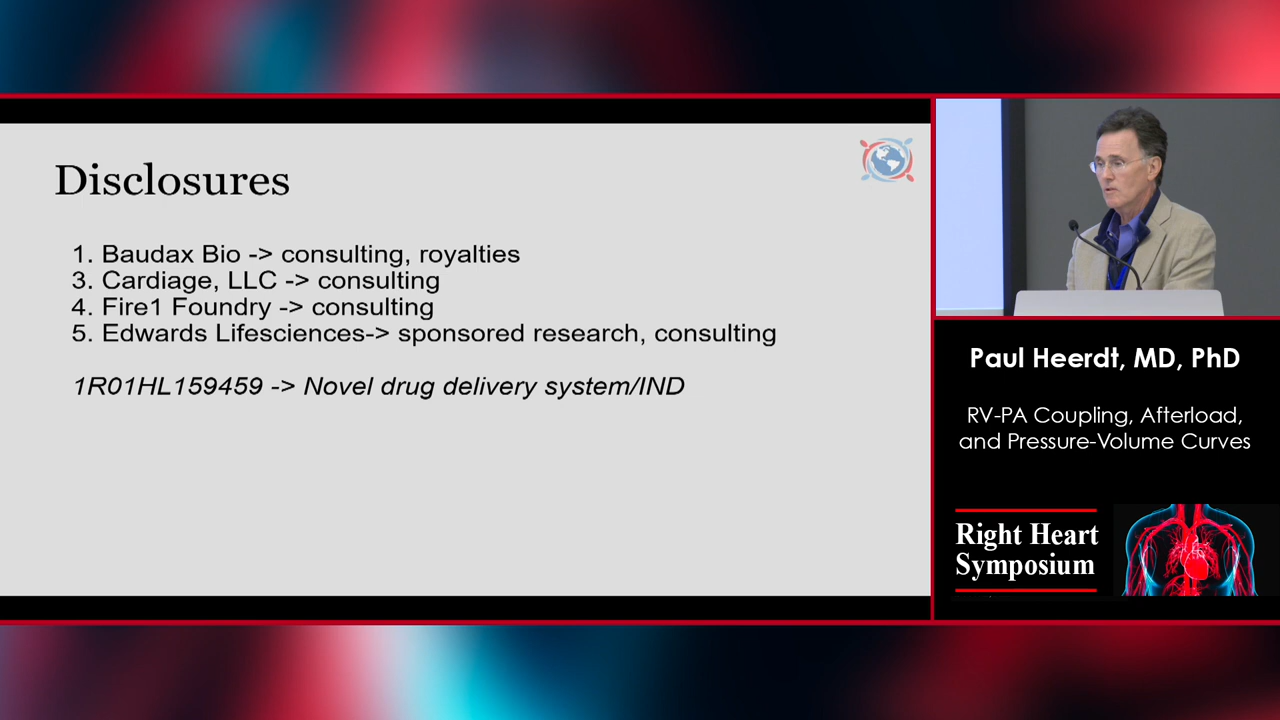 Disclosures
1. Baudax Bio -> consulting, royalties
3. Cardiage, LLC -> consulting
4. Fire1 Foundry -> consulting
5. Edwards Lifesciences-> sponsored research, consulting
1R01HL159459 -> Novel drug delivery system/IND
Paul Heerdt, MD, PhD
RV-PA Coupling, Afterload,
and Pressure-Volume Curves
Right Heart
Symposium